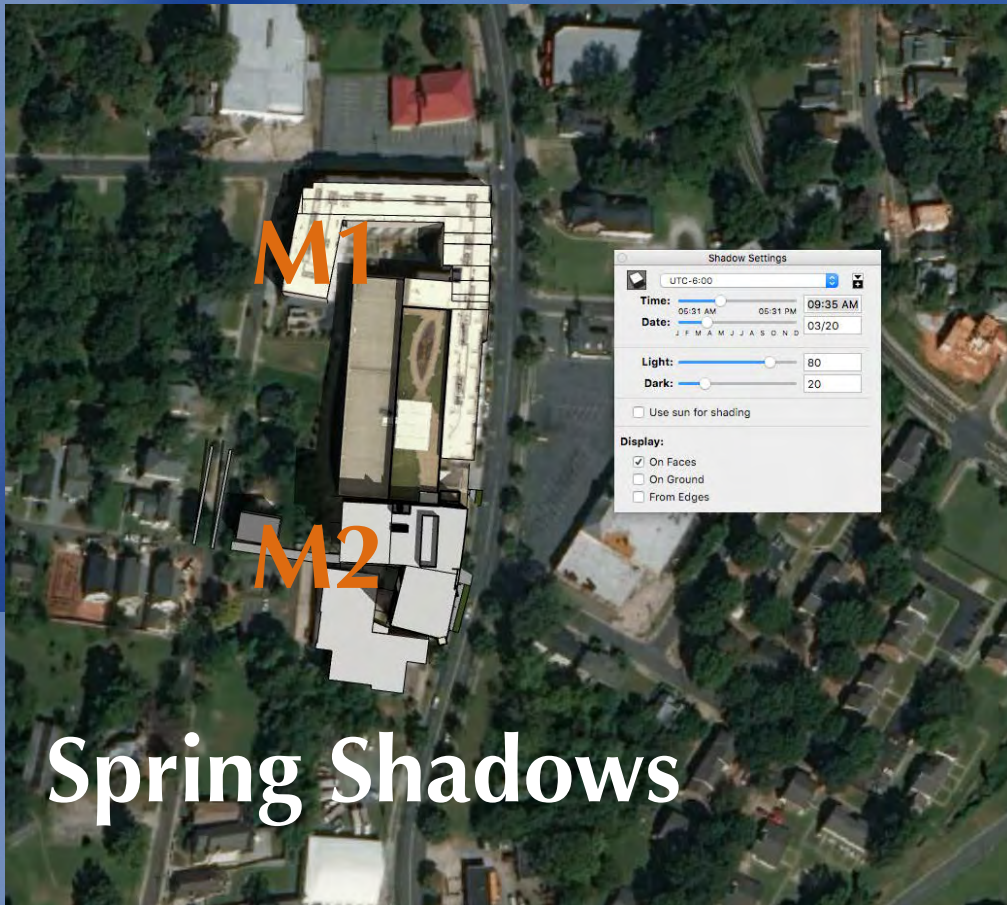 M1
Shadow Settings
UTC-6:00
Time:
09:35 AM
05:31 AM
05:31 PM
Date:
03/20
J F M A M J J A S O N D
Light:
80
Dark:
20
Use sun for shading
Display:
On Faces
On Ground
From Edges
M2
Spring Shadows